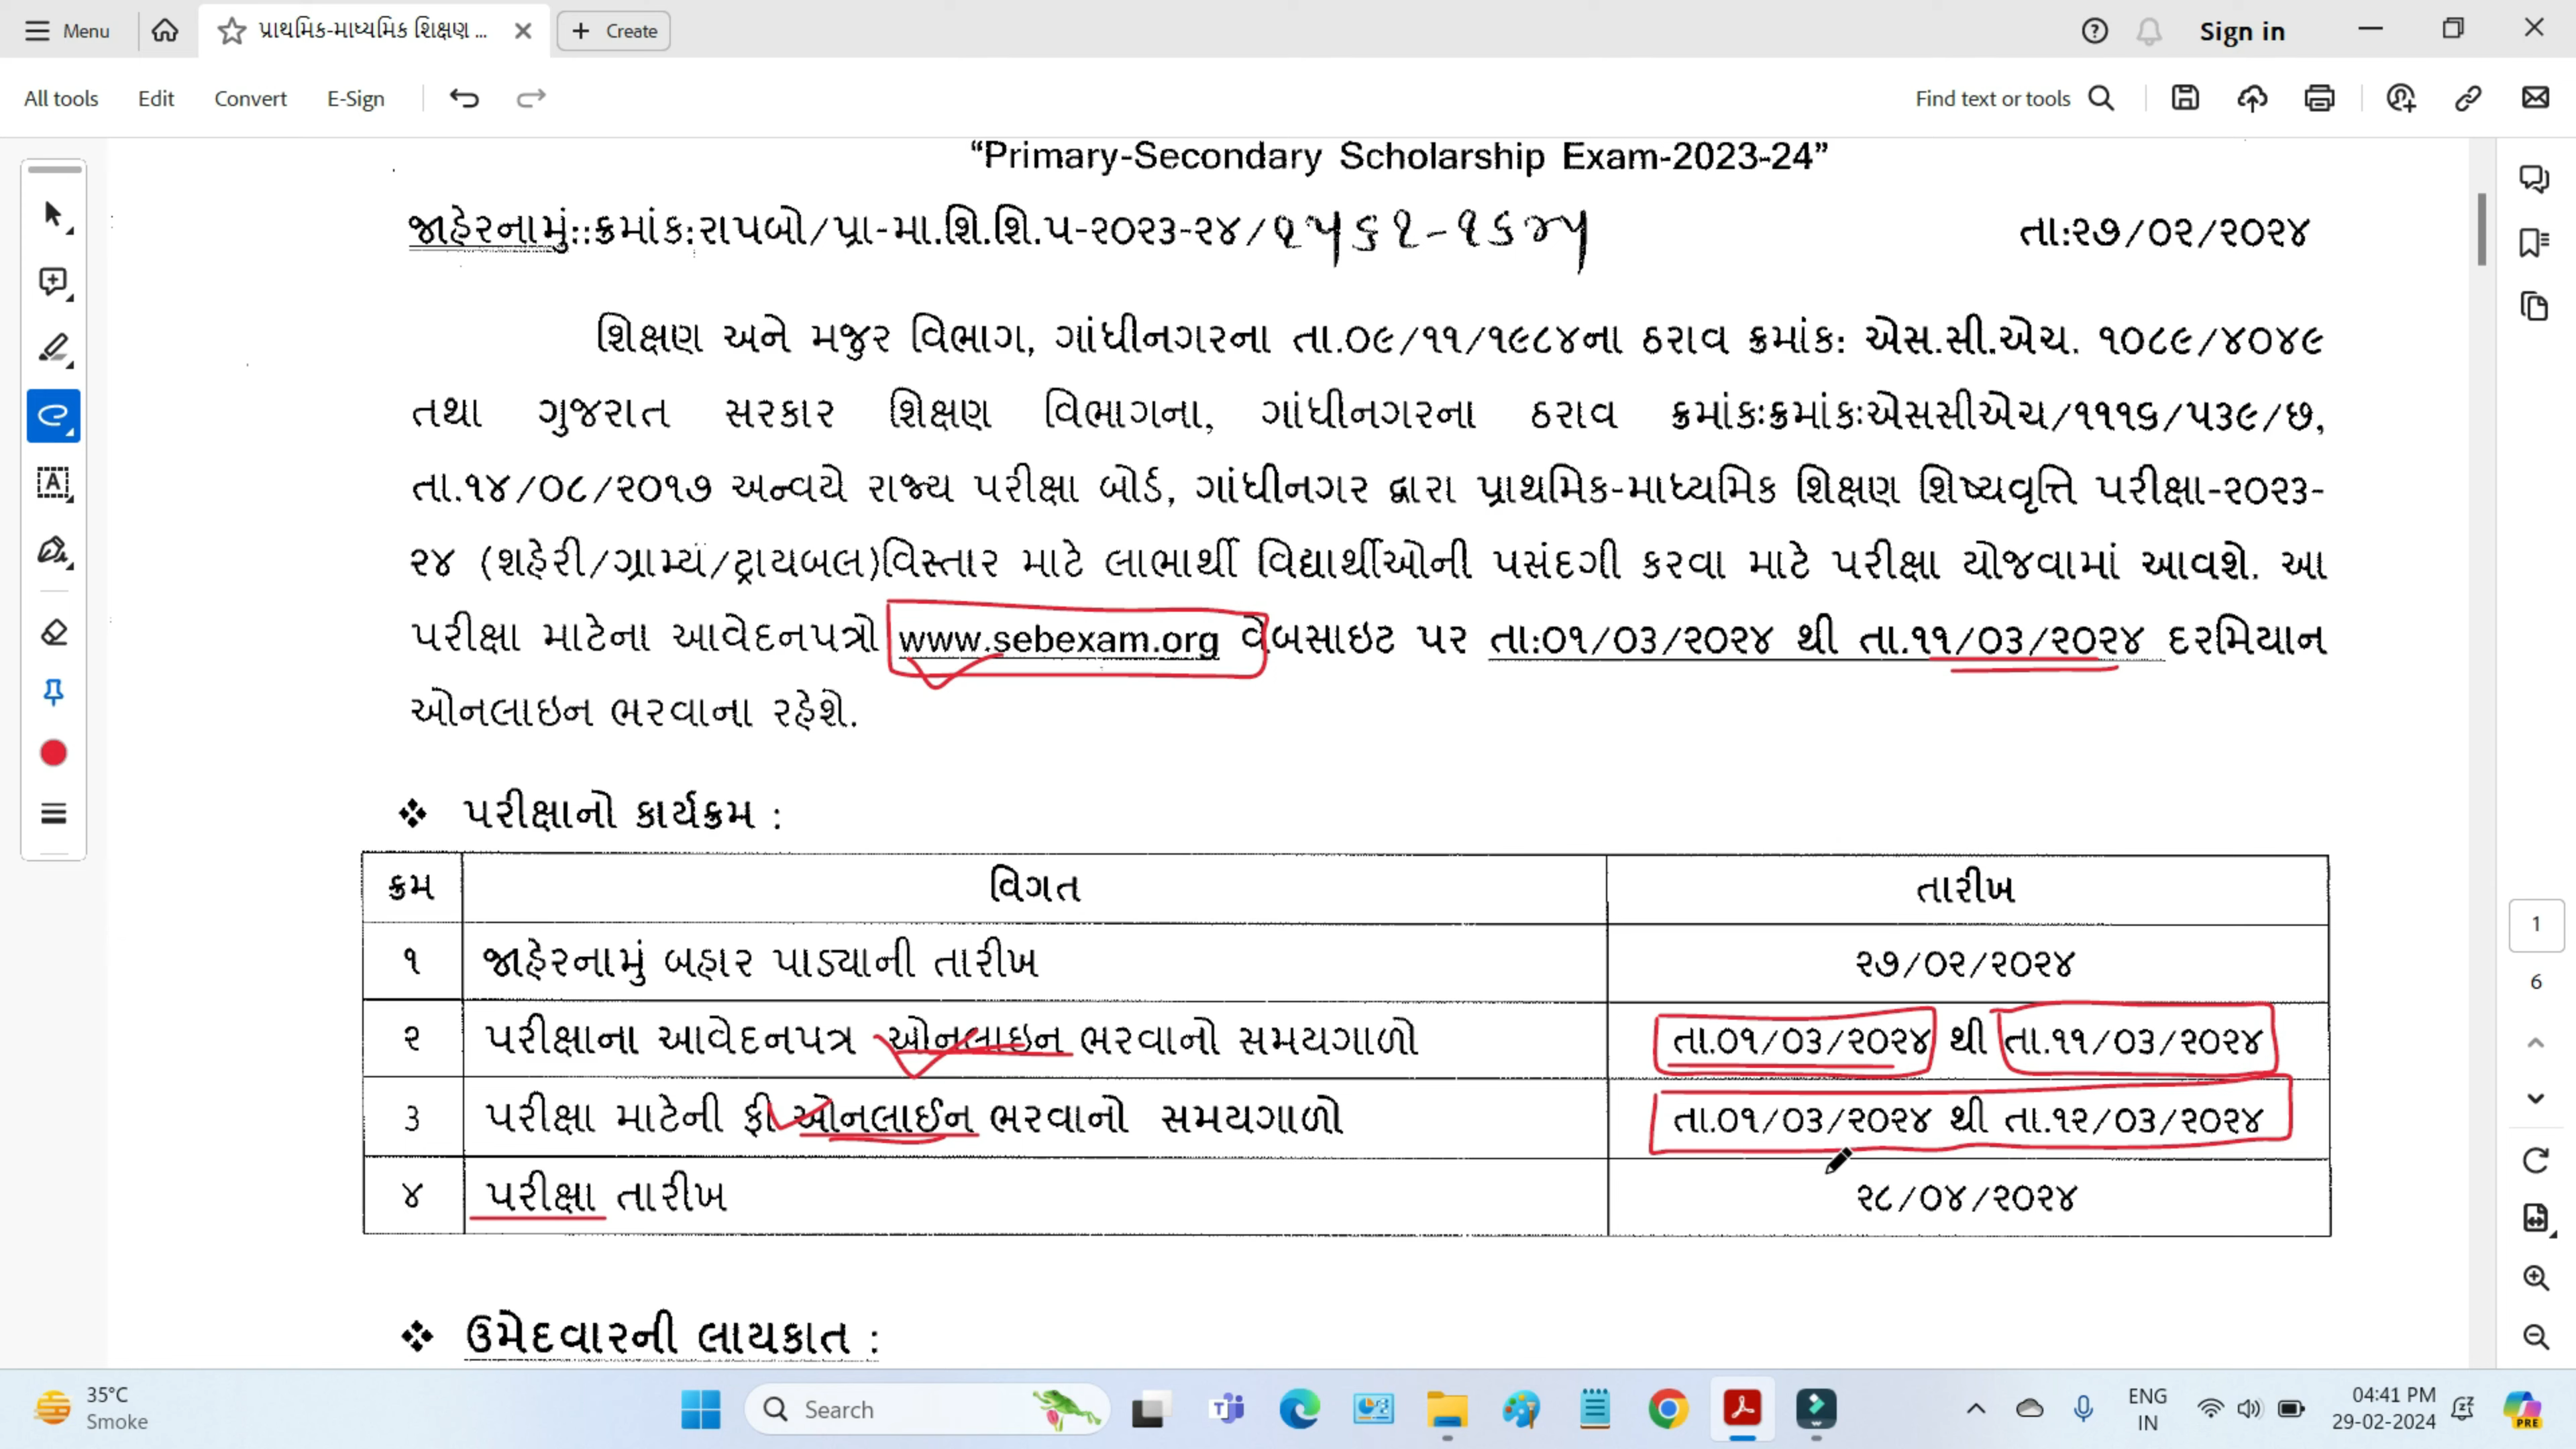 Menu
પ્રાથમિક-માધ્યમિક શિક્ષણ ...
Create
Sign in
All tools
Edit
Convert
E-Sign
Find text or tools
“Primary-Secondary Scholarship Exam-2023-24”
જાહેરનામું::ક્રમાંક:રાપબો/પ્રા-મા.શિ.શિ.પ-૨૦૨૩-૨૪/૧૫૬૧-૧૬૪૫
તા:૨૭/૦૨/૨૦૨૪
શિક્ષણ અને મજુર વિભાગ, ગાંધીનગરના તા.૦૯/૧૧/૧૯૮૪ના ઠરાવ ક્રમાંક: એસ.સી.એચ. ૧૦૮૯/૪૦૪૯
તથા ગુજરાત સરકાર શિક્ષણ વિભાગના, ગાંધીનગરના ઠરાવ ક્રમાંક:ક્રમાંક:એસસીએચ/૧૧૧૬/૫૩૯/છ,
તા.૧૪/૦૮/૨૦૧૭ અન્વયે રાજ્ય પરીક્ષા બોર્ડ, ગાંધીનગર દ્વારા પ્રાથમિક-માધ્યમિક શિક્ષણ શિષ્યવૃત્તિ પરીક્ષા-૨૦૨૩-
૨૪ (શહેરી/ગ્રામ્ય/ટ્રાયબલ)વિસ્તાર માટે લાભાર્થી વિદ્યાર્થીઓની પસંદગી કરવા માટે પરીક્ષા યોજવામાં આવશે. આ
પરીક્ષા માટેના આવેદનપત્રો www.sebexam.org વેબસાઇટ પર તા:૦૧/૦૩/૨૦૨૪ થી તા.૧૧/૦૩/૨૦૨૪ દરમિયાન
ઓનલાઇન ભરવાના રહેશે.
❖ પરીક્ષાનો કાર્યક્રમ :
ક્રમ વિગત તારીખ
૧ જાહેરનામું બહાર પાડ્યાની તારીખ ૨૭/૦૨/૨૦૨૪
૨ પરીક્ષાના આવેદનપત્ર ઓનલાઇન ભરવાનો સમયગાળો તા.૦૧/૦૩/૨૦૨૪ થી તા.૧૧/૦૩/૨૦૨૪
૩ પરીક્ષા માટેની ફી ઓનલાઈન ભરવાનો સમયગાળો તા.૦૧/૦૩/૨૦૨૪ થી તા.૧૨/૦૩/૨૦૨૪
૪ પરીક્ષા તારીખ ૨૮/૦૪/૨૦૨૪
❖ ઉમેદવારની લાયકાત :
1
6
35°C
Smoke
Search
ENG
IN
04:41 PM
29-02-2024
PRE